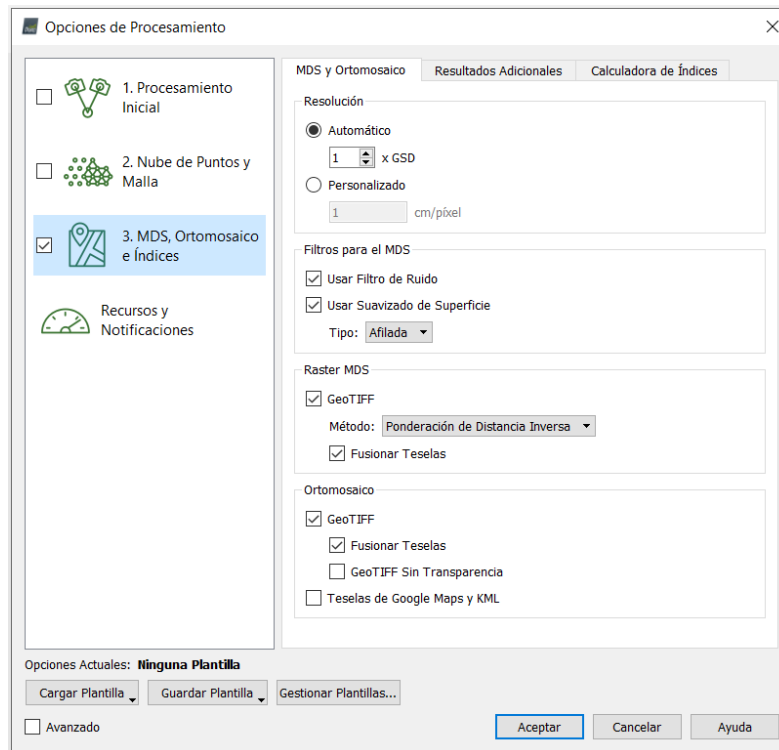 Opciones de Procesamiento
1. Procesamiento
Inicial
2. Nube de Puntos y
Malla
3. MDS, Ortomosaico
e Índices
Recursos y
Notificaciones
MDS y Ortomosaico
Resultados Adicionales
Calculadora de Índices
Resolución
Automático
1 x GSD
Personalizado
1 cm/píxel
Filtros para el MDS
Usar Filtro de Ruido
Usar Suavizado de Superficie
Tipo: Afilada
Raster MDS
GeoTIFF
Método: Ponderación de Distancia Inversa
Fusionar Teselas
Ortomosaico
GeoTIFF
Fusionar Teselas
GeoTIFF Sin Transparencia
Teselas de Google Maps y KML
Opciones Actuales: Ninguna Plantilla
Cargar Plantilla
Guardar Plantilla
Gestionar Plantillas...
Avanzado
Aceptar
Cancelar
Ayuda